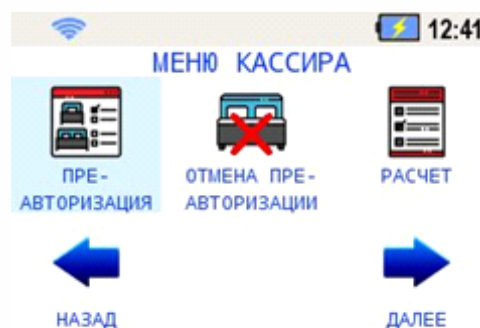 12:41
МЕНЮ КАССИРА
ПРЕ-
АВТОРИЗАЦИЯ
ОТМЕНА ПРЕ-
АВТОРИЗАЦИИ
РАСЧЕТ
НАЗАД
ДАЛЕЕ